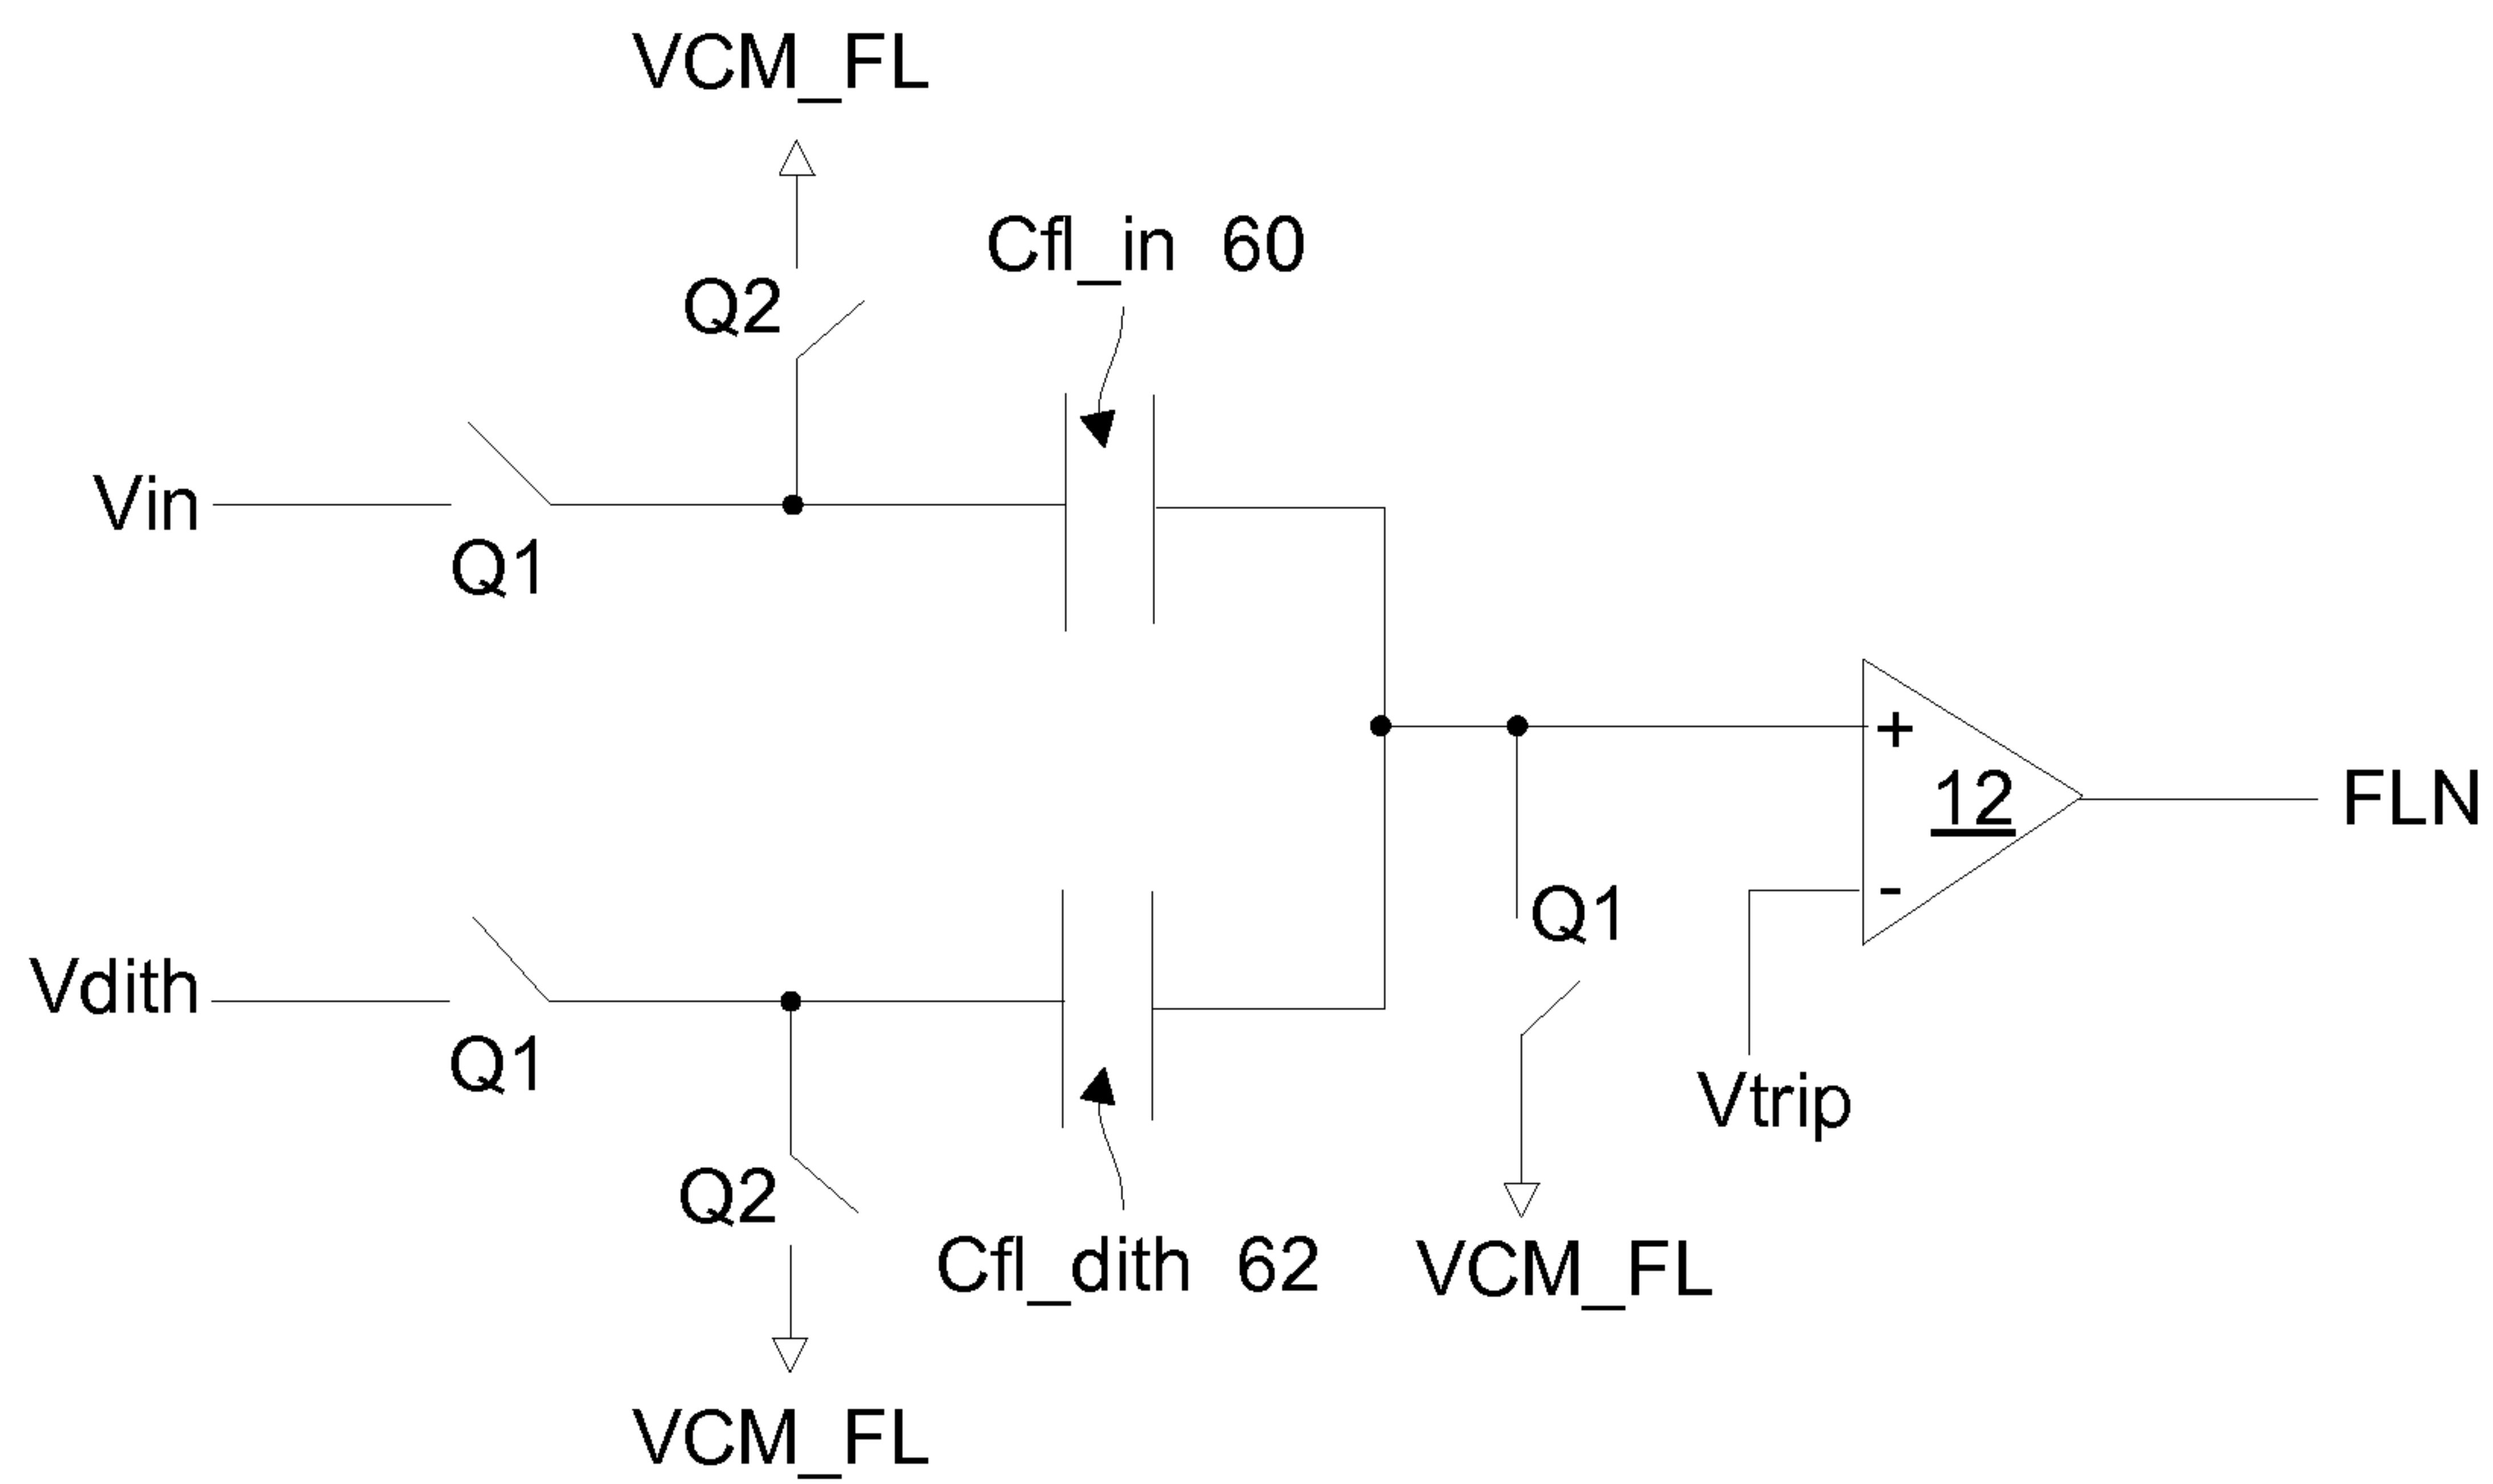 VCM_FL
Cfl_in 60
Q2
Vin
Q1
+
12
FLN
-
Q1
Vdith
Q1
Vtrip
Q2
Cfl_dith 62
VCM_FL
VCM_FL